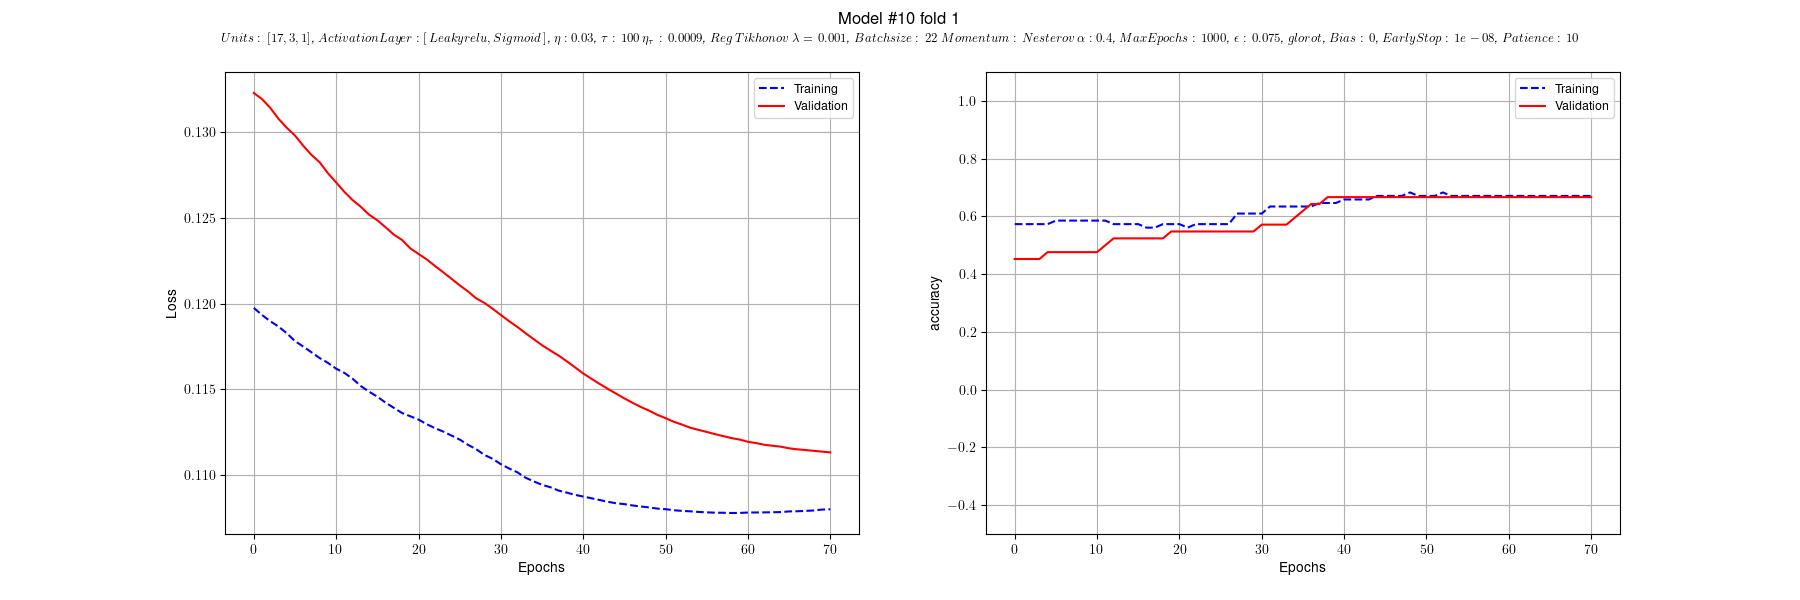 Model #10 fold 1
Units : [17, 3, 1], ActivationLayer : [ Leakyrelu, Sigmoid ], η : 0.03, τ : 100 ητ : 0.0009, Reg Tikhonov λ = 0.001, Batchsize : 22 Momentum : Nesterov α : 0.4, MaxEpochs : 1000, ϵ : 0.075, glorot, Bias : 0, EarlyStop : 1e − 08, Patience : 10
Training
Validation
0.130
0.125
0.120
0.115
0.110
Loss
0 10 20 30 40 50 60 70
Epochs
Training
Validation
1.0
0.8
0.6
0.4
0.2
0.0
−0.2
−0.4
accuracy
0 10 20 30 40 50 60 70
Epochs